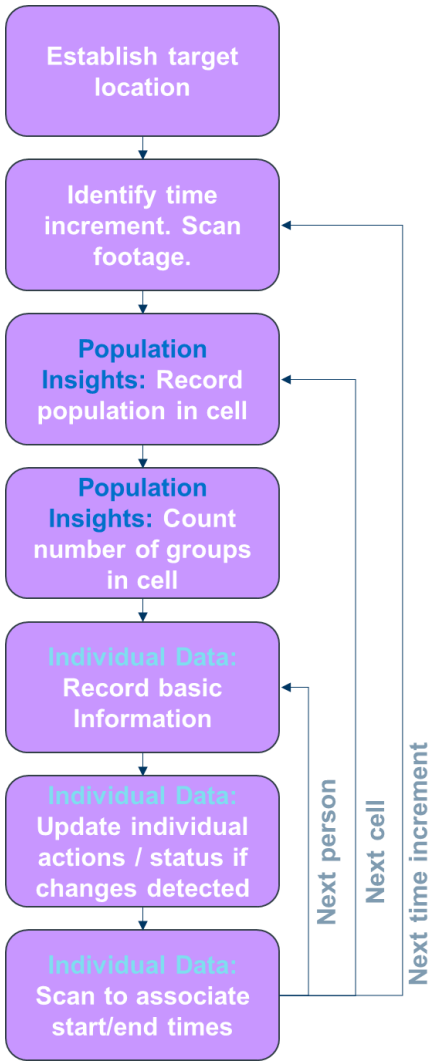 Establish target
location
Identify time
increment. Scan
footage.
Population
Insights: Record
population in cell
Population
Insights: Count
number of groups
in cell
Individual Data:
Record basic
Information
Individual Data:
Update individual
actions / status if
changes detected
Individual Data:
Scan to associate
start/end times
Next person
Next cell
Next time increment